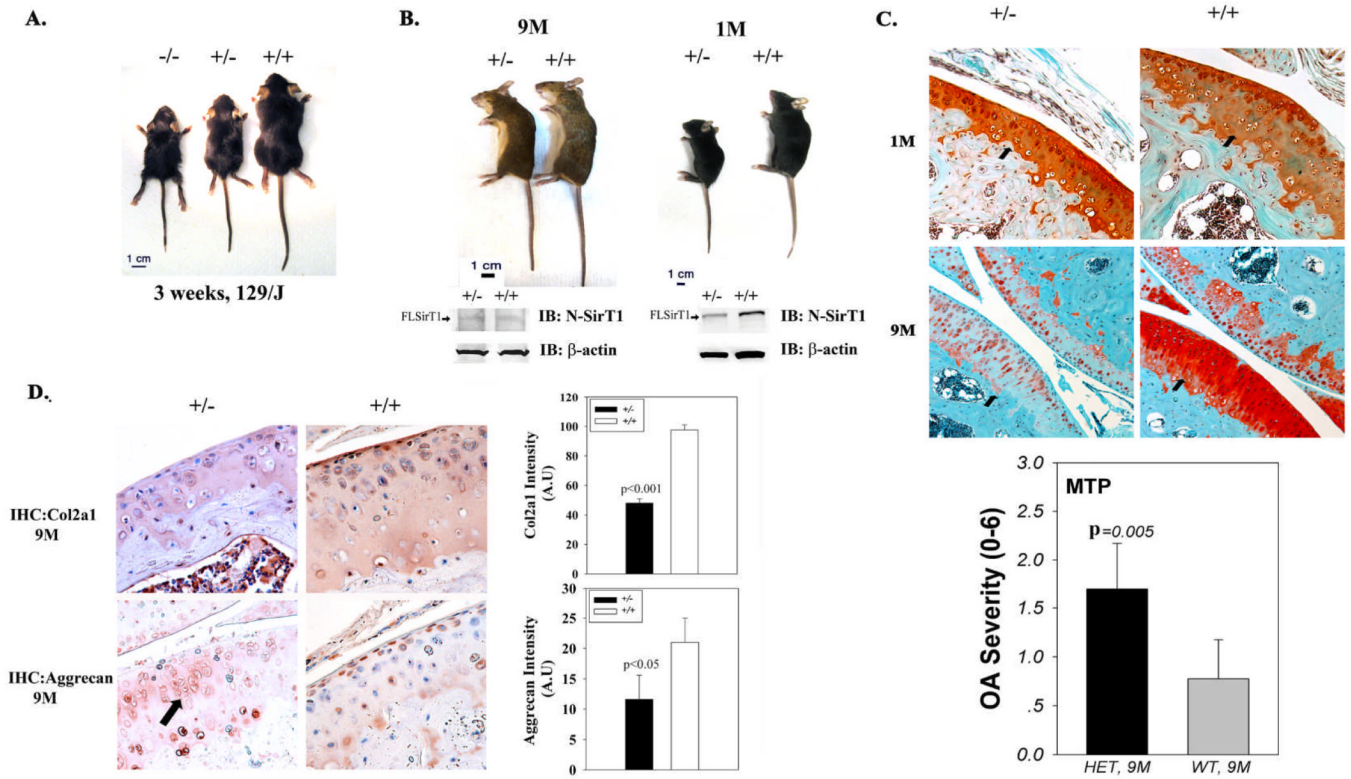 A.
-/- +/- +/+
1 cm
3 weeks, 129/J
B.
9M 1M
+/- +/+ +/- +/+
1 cm 1 cm
+/- +/+ +/- +/+
FLSirT1 IB: N-SirT1 FLSirT1 IB: N-SirT1
IB: β-actin IB: β-actin
C.
+/- +/+
1M
9M
3.0
2.5
2.0
1.5
1.0
.5
0.0
OA Severity (0-6)
MTP
p=0.005
HET, 9M WT, 9M
D.
+/- +/+
IHC:Col2a1
9M
IHC:Aggrecan
9M
120
100
80
60
40
20
0
Col2a1 Intensity
(A.U)
+/-
+/+
p<0.001
30
25
20
15
10
5
0
Aggrecan Intensity
(A.U)
+/-
+/+
p<0.05